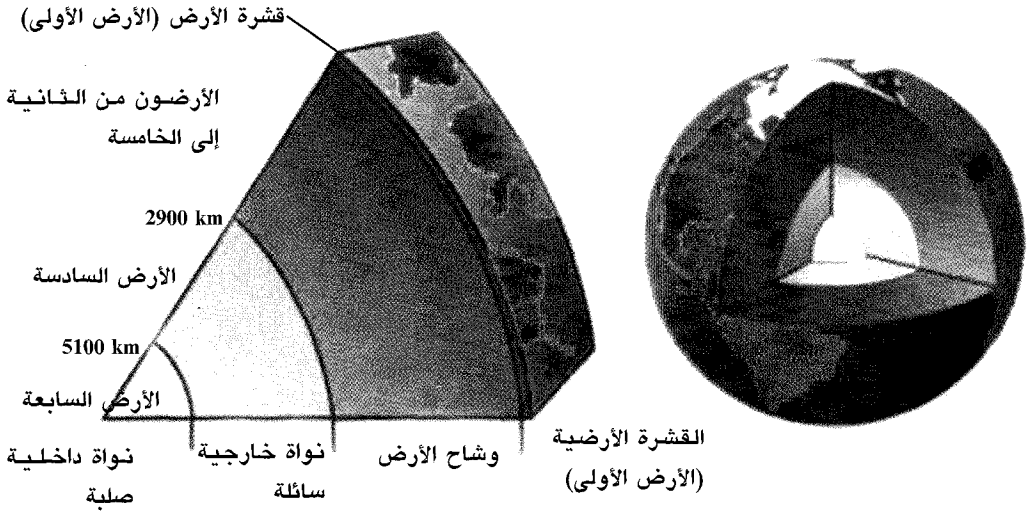 قشرة الأرض (الأرض الأولى)
الأرضون من الثانية
إلى الخامسة
2900 km
الأرض السادسة
5100 km
الأرض السابعة
نواة داخلية
صلبة
نواة خارجية
سائلة
وشاح الأرض
القشرة الأرضية
(الأرض الأولى)